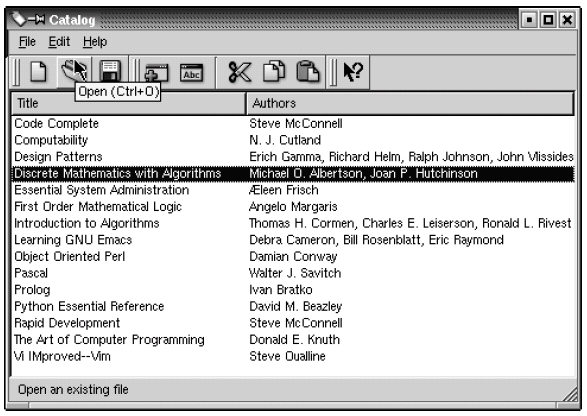 Catalog
File Edit Help
Abc
Open (Ctrl+O)
Title Authors
Code Complete Steve McConnell
Computability N. J. Cutland
Design Patterns Erich Gamma, Richard Helm, Ralph Johnson, John Vlissides
Discrete Mathematics with Algorithms Michael O. Albertson, Joan P. Hutchinson
Essential System Administration Æleen Frisch
First Order Mathematical Logic Angelo Margaris
Introduction to Algorithms Thomas H. Cormen, Charles E. Leiserson, Ronald L. Rivest
Learning GNU Emacs Debra Cameron, Bill Rosenblatt, Eric Raymond
Object Oriented Perl Damian Conway
Pascal Walter J. Savitch
Prolog Ivan Bratko
Python Essential Reference David M. Beazley
Rapid Development Steve McConnell
The Art of Computer Programming Donald E. Knuth
Vi IMproved--Vim Steve Oualline
Open an existing file